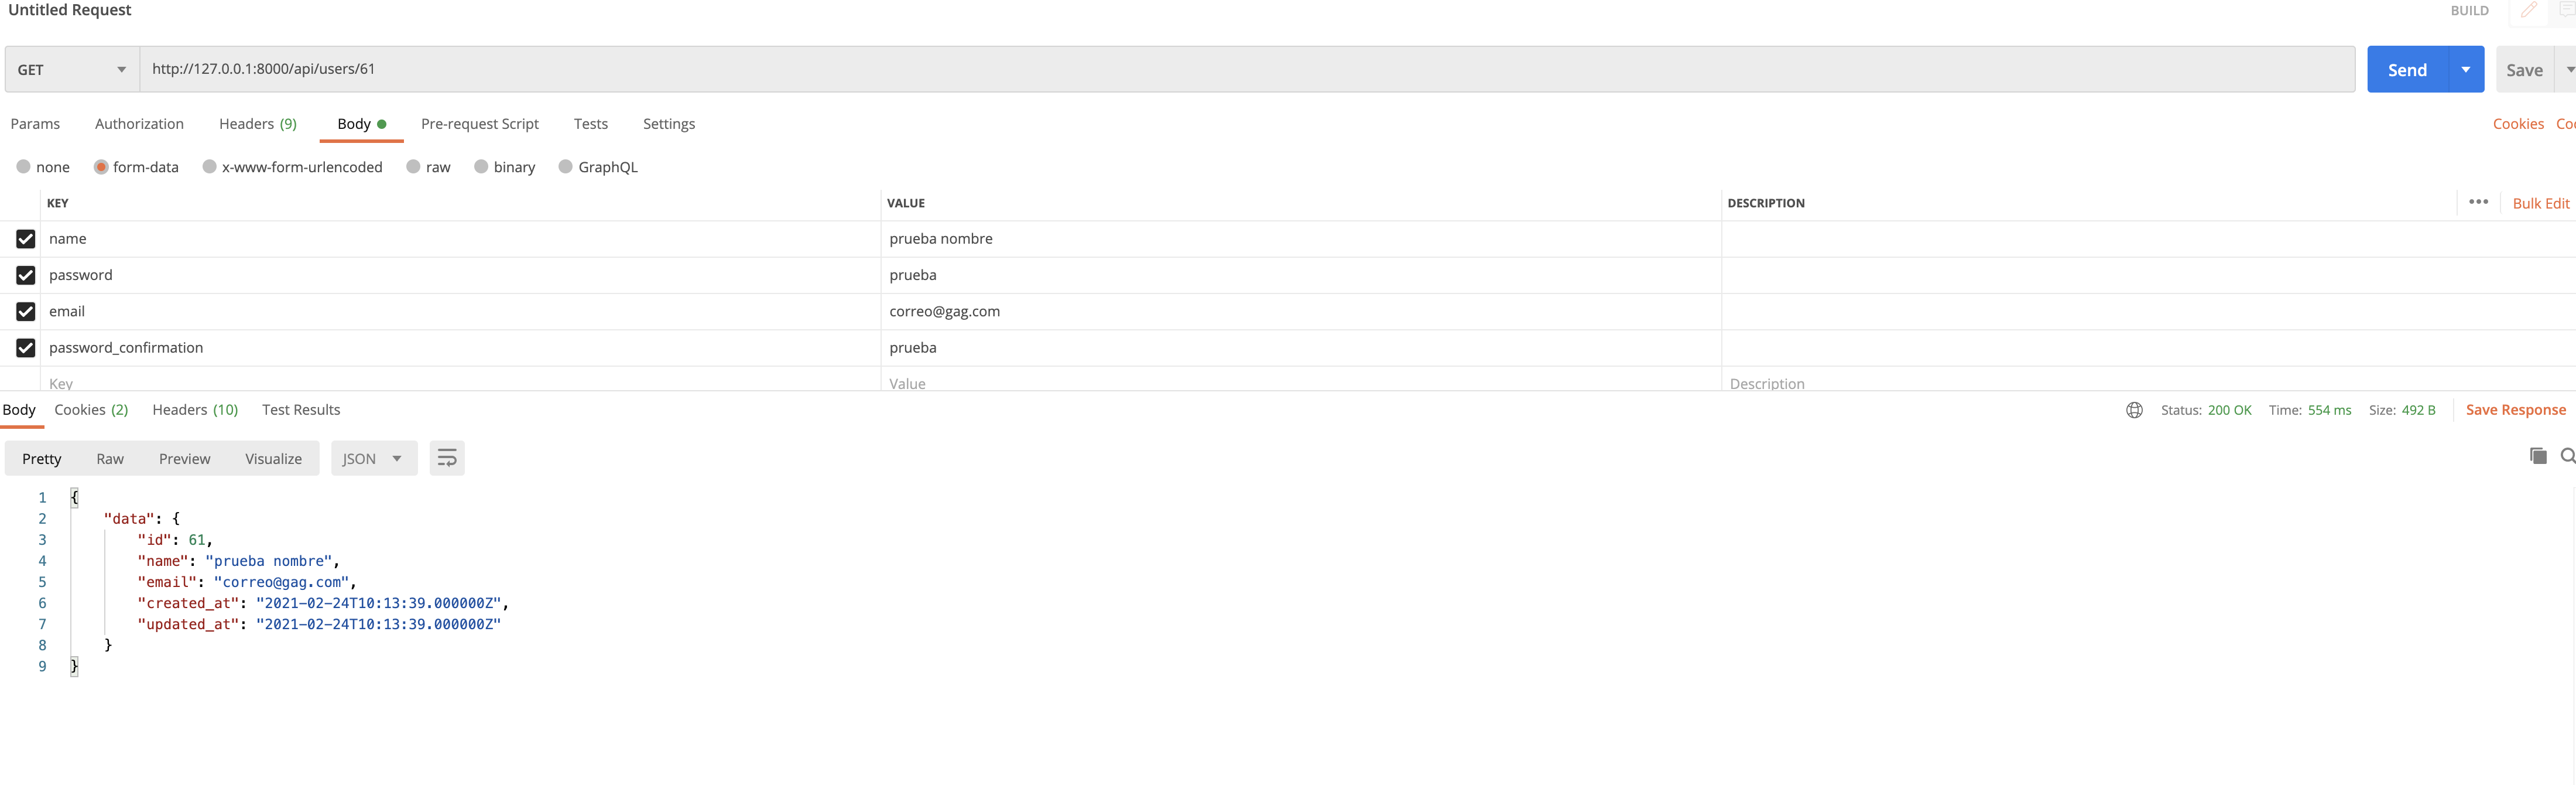 Untitled Request
BUILD
GET
http://127.0.0.1:8000/api/users/61
Send
Save
Params Authorization Headers (9) Body Pre-request Script Tests Settings
Cookies
none form-data x-www-form-urlencoded raw binary GraphQL
KEY VALUE DESCRIPTION ••• Bulk Edit
name prueba nombre
password prueba
email correo@gag.com
password_confirmation prueba
Key Value Description
Body Cookies (2) Headers (10) Test Results
Status: 200 OK Time: 554 ms Size: 492 B Save Response
Pretty Raw Preview Visualize JSON
1 {
2 "data": {
3 "id": 61,
4 "name": "prueba nombre",
5 "email": "correo@gag.com",
6 "created_at": "2021-02-24T10:13:39.000000Z",
7 "updated_at": "2021-02-24T10:13:39.000000Z"
8 }
9 }